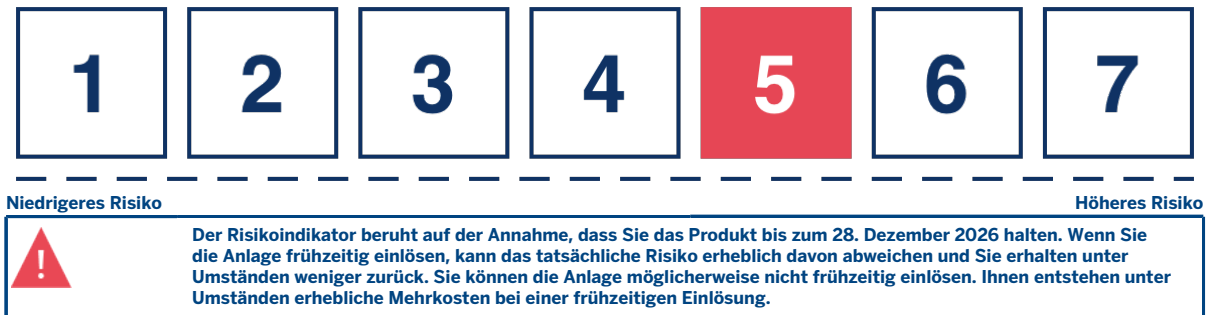 1 2 3 4 5 6 7
Niedrigeres Risiko Höheres Risiko
!
Der Risikoindikator beruht auf der Annahme, dass Sie das Produkt bis zum 28. Dezember 2026 halten. Wenn Sie
die Anlage frühzeitig einlösen, kann das tatsächliche Risiko erheblich davon abweichen und Sie erhalten unter
Umständen weniger zurück. Sie können die Anlage möglicherweise nicht frühzeitig einlösen. Ihnen entstehen unter
Umständen erhebliche Mehrkosten bei einer frühzeitigen Einlösung.